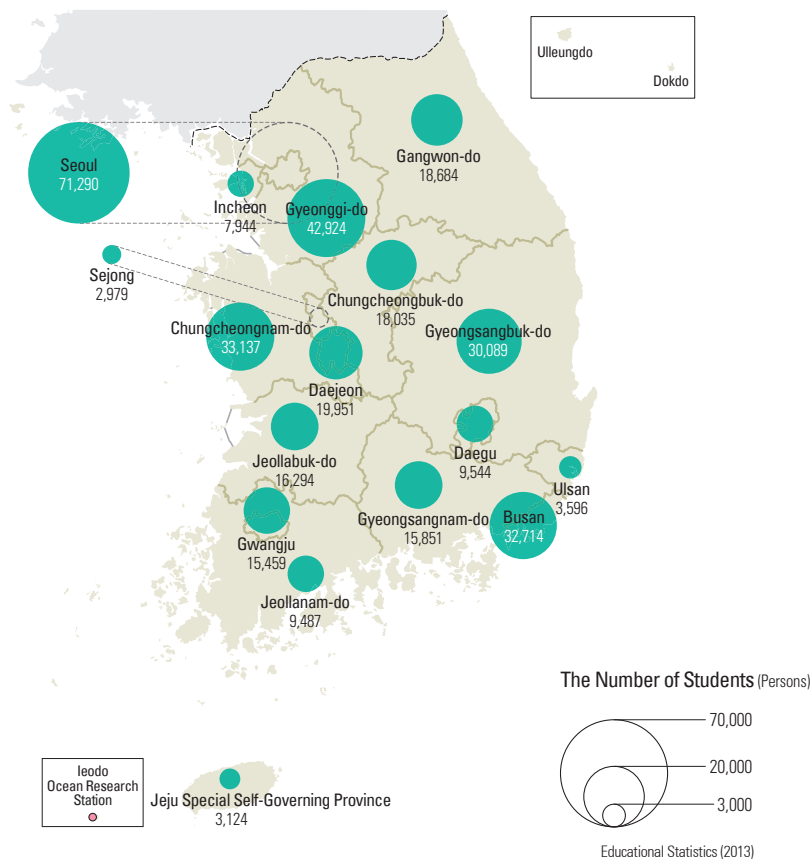 Ulleungdo
Dokdo
Seoul
71,290
Gangwon-do
18,684
Incheon
7,944
Gyeonggi-do
42,924
Sejong
2,979
Chungcheongbuk-do
18,035
Chungcheongnam-do
33,137
Gyeongsangbuk-do
30,089
Daejeon
19,951
Daegu
9,544
Jeollabuk-do
16,294
Ulsan
3,596
Gyeongsangnam-do
15,851
Busan
32,714
Gwangju
15,459
Jeollanam-do
9,487
The Number of Students (Persons)
70,000
20,000
3,000
Ieodo
Ocean Research
Station
Jeju Special Self-Governing Province
3,124
Educational Statistics (2013)